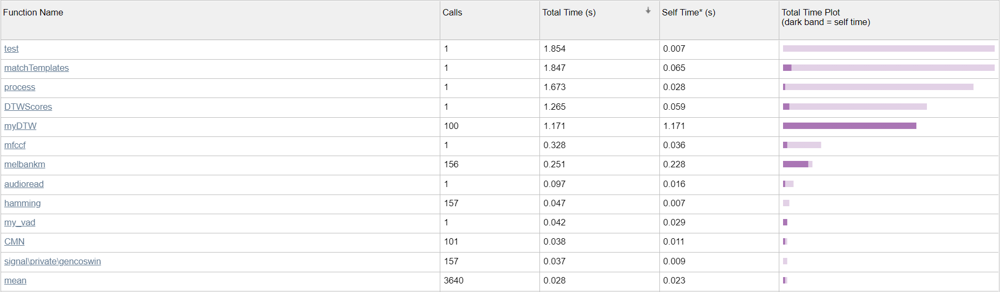 Function Name Calls Total Time (s) Self Time* (s) Total Time Plot
(dark band = self time)
test 1 1.854 0.007
matchTemplates 1 1.847 0.065
process 1 1.673 0.028
DTWScores 1 1.265 0.059
myDTW 100 1.171 1.171
mfccf 1 0.328 0.036
melbankm 156 0.251 0.228
audioread 1 0.097 0.016
hamming 157 0.047 0.007
my_vad 1 0.042 0.029
CMN 101 0.038 0.011
signal\private\gencoswin 157 0.037 0.009
mean 3640 0.028 0.023